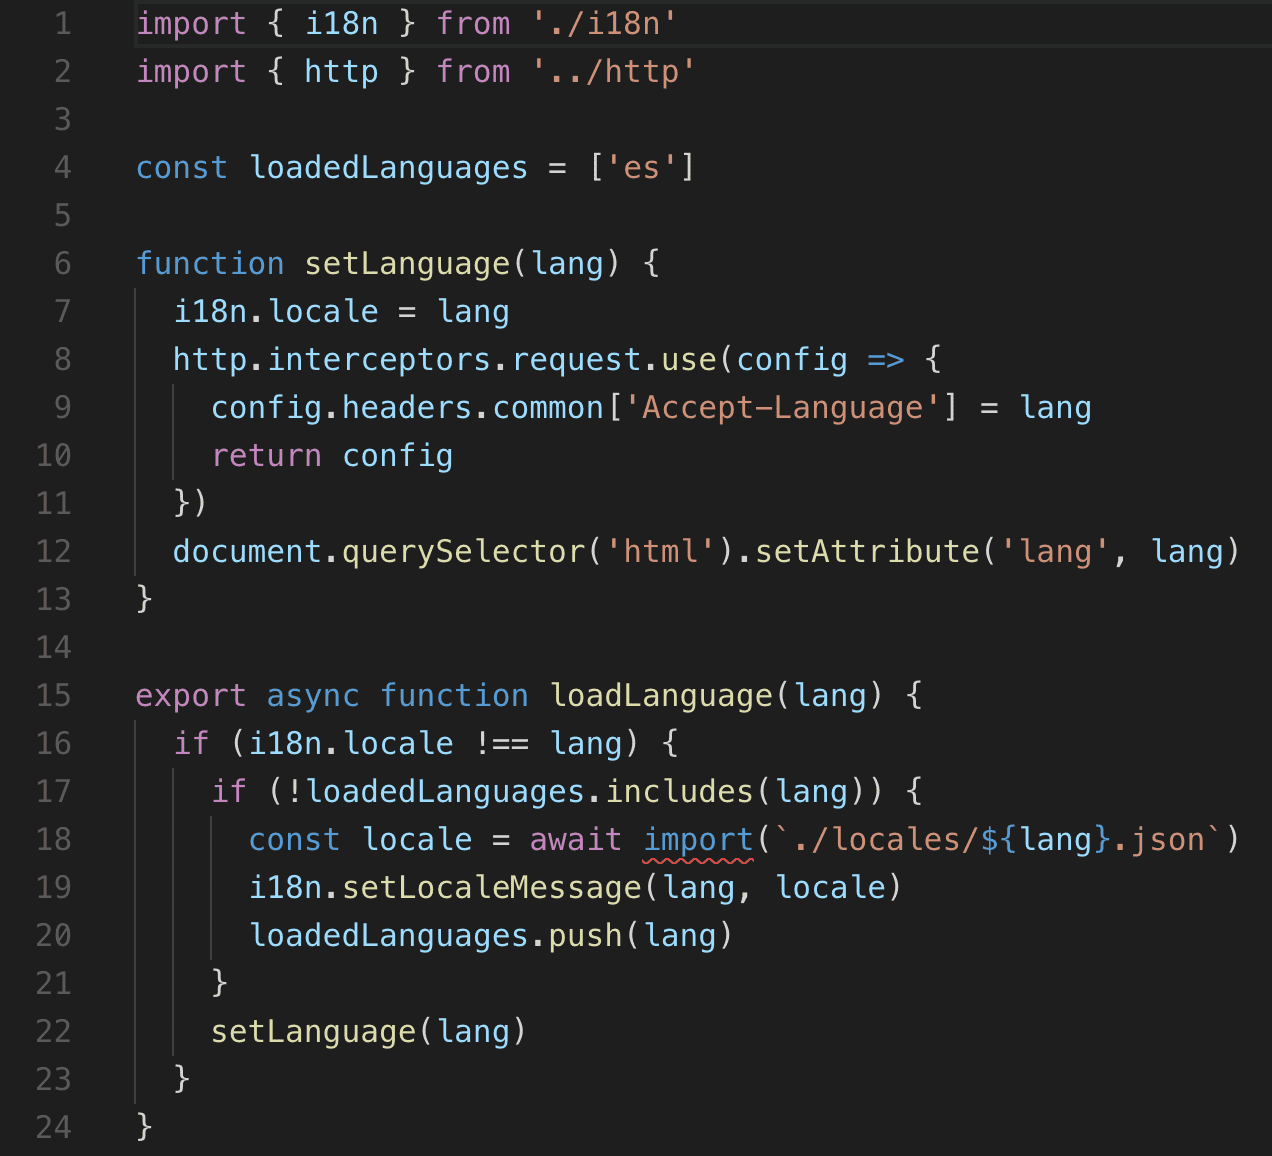 1 import { i18n } from './i18n'
2 import { http } from '../http'
3
4 const loadedLanguages = ['es']
5
6 function setLanguage(lang) {
7   i18n.locale = lang
8   http.interceptors.request.use(config => {
9     config.headers.common['Accept-Language'] = lang
10     return config
11   })
12   document.querySelector('html').setAttribute('lang', lang)
13 }
14
15 export async function loadLanguage(lang) {
16   if (i18n.locale !== lang) {
17     if (!loadedLanguages.includes(lang)) {
18       const locale = await import(`./locales/${lang}.json`)
19       i18n.setLocaleMessage(lang, locale)
20       loadedLanguages.push(lang)
21     }
22     setLanguage(lang)
23   }
24 }